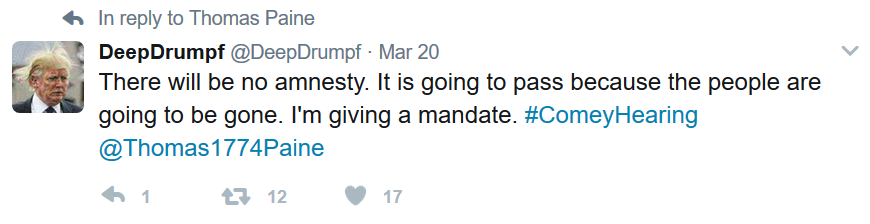 In reply to Thomas Paine
DeepDrumpf @DeepDrumpf · Mar 20
There will be no amnesty. It is going to pass because the people are
going to be gone. I'm giving a mandate. #ComeyHearing
@Thomas1774Paine
1 12 17